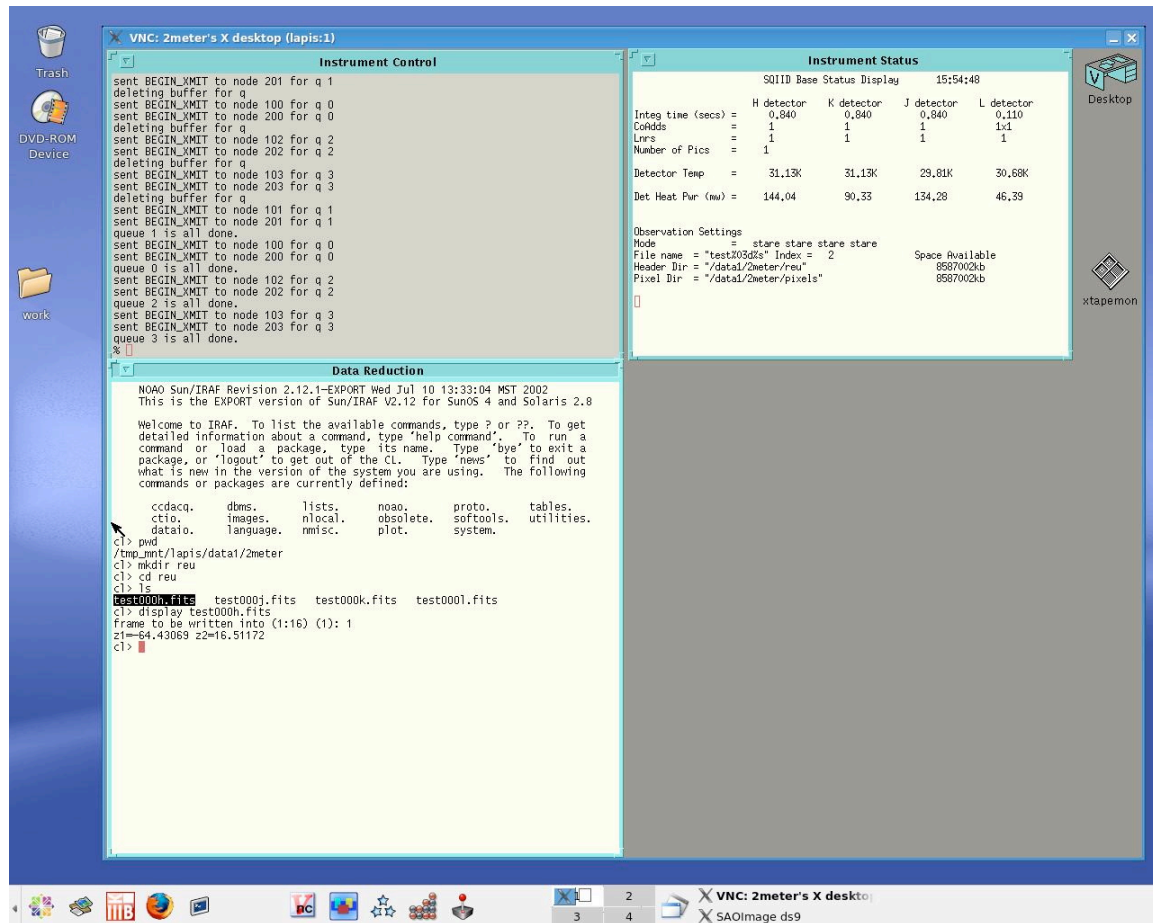 Trash
DVD-ROM
Device
work
VNC: 2meter's X desktop (lapis:1)
Instrument Control
sent BEGIN_XMIT to node 201 for q 1
deleting buffer for q
sent BEGIN_XMIT to node 100 for q 0
sent BEGIN_XMIT to node 200 for q 0
deleting buffer for q
sent BEGIN_XMIT to node 102 for q 2
sent BEGIN_XMIT to node 202 for q 2
deleting buffer for q
sent BEGIN_XMIT to node 103 for q 3
sent BEGIN_XMIT to node 203 for q 3
deleting buffer for q
sent BEGIN_XMIT to node 101 for q 1
sent BEGIN_XMIT to node 201 for q 1
queue 1 is all done.
sent BEGIN_XMIT to node 100 for q 0
sent BEGIN_XMIT to node 200 for q 0
queue 0 is all done.
sent BEGIN_XMIT to node 102 for q 2
sent BEGIN_XMIT to node 202 for q 2
queue 2 is all done.
sent BEGIN_XMIT to node 103 for q 3
sent BEGIN_XMIT to node 203 for q 3
queue 3 is all done.
%
Instrument Status
SQIID Base Status Display 15:54:48
H detector K detector J detector L detector
Integ time (secs) = 0.840 0.840 0.840 0.110
CoAdds = 1 1 1 1x1
Lnrs = 1 1 1 1
Number of Pics = 1
Detector Temp = 31.13K 31.13K 29.81K 30.68K
Det Heat Pwr (mw) = 144.04 90.33 134.28 46.39
Observation Settings
Mode = stare stare stare stare
File name = "test%03d%s" Index = 2 Space Available
Header Dir = "/data1/2meter/reu" 8587002kb
Pixel Dir = "/data1/2meter/pixels" 8587002kb
Desktop
xtapemon
Data Reduction
NOAO Sun/IRAF Revision 2.12.1-EXPORT Wed Jul 10 13:33:04 MST 2002
This is the EXPORT version of Sun/IRAF V2.12 for SunOS 4 and Solaris 2.8
Welcome to IRAF. To list the available commands, type ? or ??. To get
detailed information about a command, type 'help command'. To run a
command or load a package, type its name. Type 'bye' to exit a
package, or 'logout' to get out of the CL. Type 'news' to find out
what is new in the version of the system you are using. The following
commands or packages are currently defined:
ccdacq. dbms. lists. noao. proto. tables.
ctio. images. nlocal. obsolete. softools. utilities.
dataio. language. nmisc. plot. system.
cl> pwd
/tmp_mnt/lapis/data1/2meter
cl> mkdir reu
cl> cd reu
cl> ls
test000h.fits test000j.fits test000k.fits test000l.fits
cl> display test000h.fits
frame to be written into (1:16) (1): 1
z1=-64.43069 z2=16.51172
cl>
1 2
3 4
VNC: 2meter's X deskto
SAOImage ds9